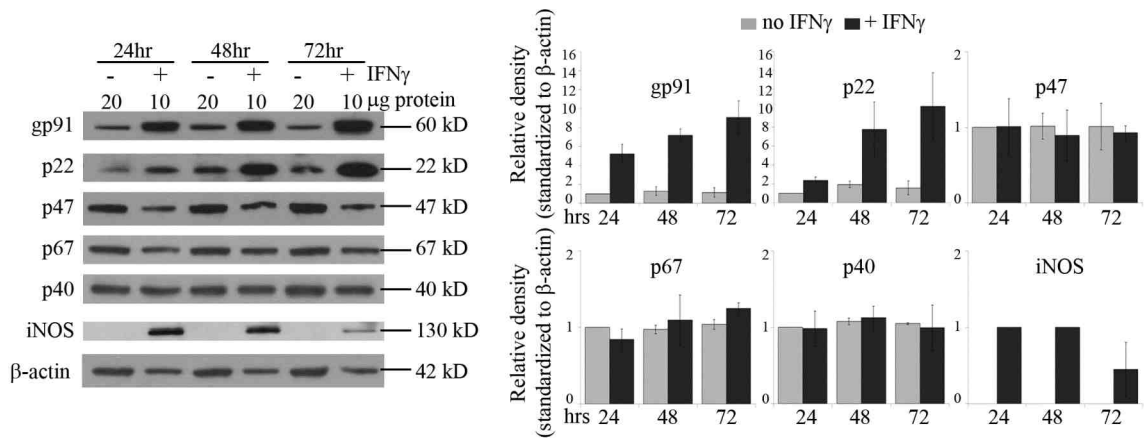 24hr 48hr 72hr
- + - + - + IFNγ
20 10 20 10 20 10 μg protein
gp91 60 kD
p22 22 kD
p47 47 kD
p67 67 kD
p40 40 kD
iNOS 130 kD
β-actin 42 kD
no IFNγ + IFNγ
Relative density
(standardized to β-actin)
gp91
16
14
12
10
8
6
4
2
0
hrs 24 48 72
p22
16
14
12
10
8
6
4
2
0
24 48 72
p47
2
1
0
24 48 72
Relative density
(standardized to β-actin)
p67
2
1
0
hrs 24 48 72
p40
2
1
0
24 48 72
iNOS
2
1
0
24 48 72